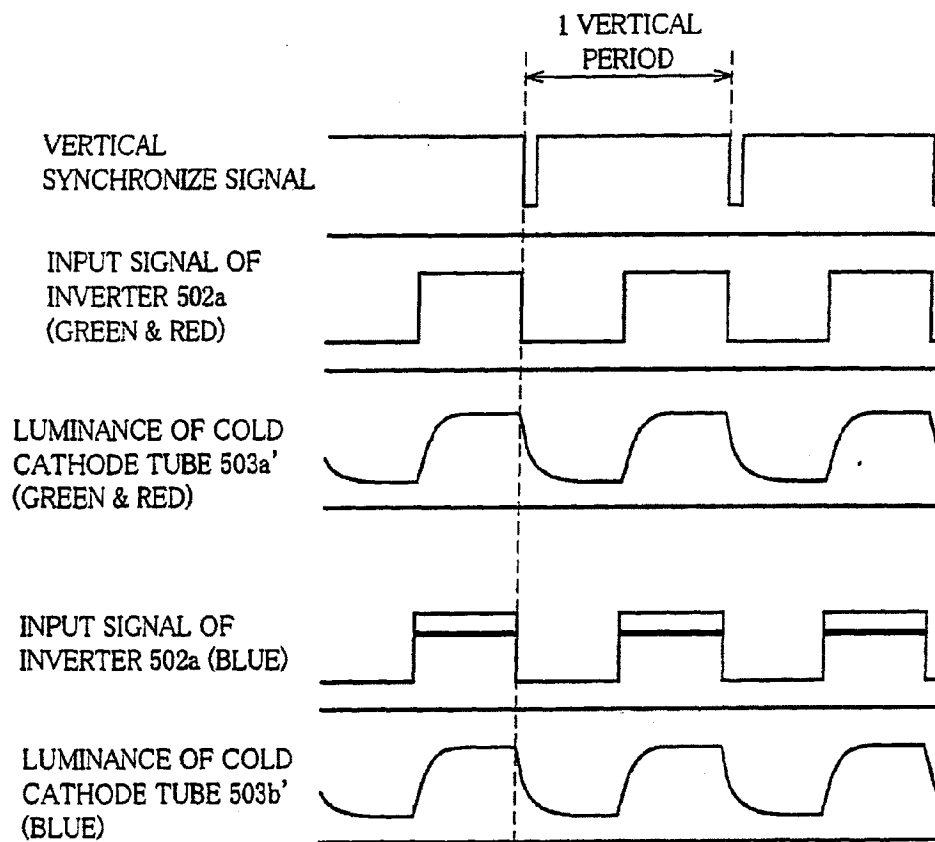 1 VERTICAL
PERIOD
VERTICAL
SYNCHRONIZE SIGNAL
INPUT SIGNAL OF
INVERTER 502a
(GREEN & RED)
LUMINANCE OF COLD
CATHODE TUBE 503a'
(GREEN & RED)
INPUT SIGNAL OF
INVERTER 502a (BLUE)
LUMINANCE OF COLD
CATHODE TUBE 503b'
(BLUE)